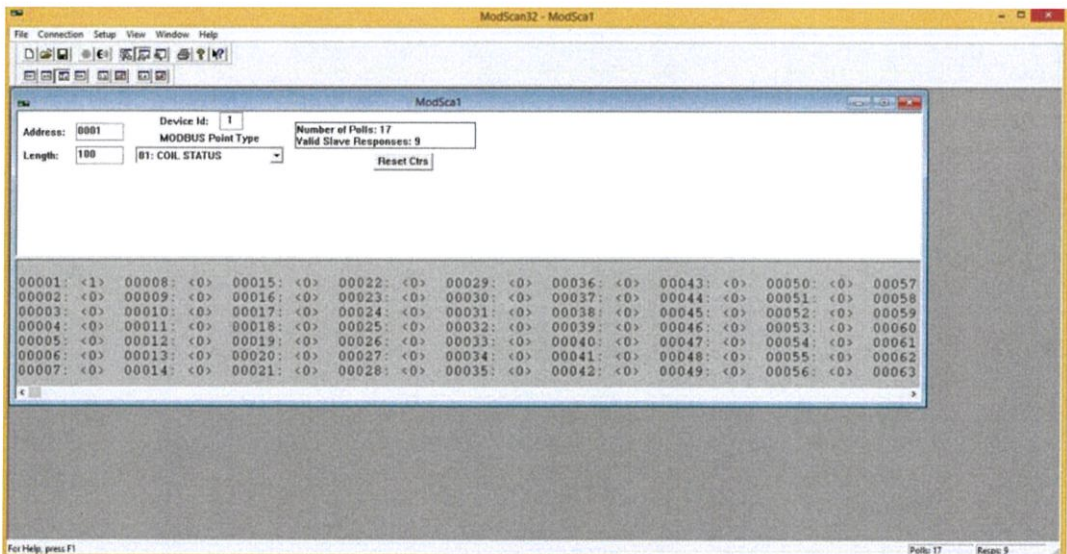 ModScan32 - ModSca1
File Connection Setup View Window Help
ModSca1
Address: 0001
Device Id: 1
MODBUS Point Type
Length: 100
01: COIL STATUS
Number of Polls: 17
Valid Slave Responses: 9
Reset Ctrs
00001: <1> 00008: <0> 00015: <0> 00022: <0> 00029: <0> 00036: <0> 00043: <0> 00050: <0> 00057
00002: <0> 00009: <0> 00016: <0> 00023: <0> 00030: <0> 00037: <0> 00044: <0> 00051: <0> 00058
00003: <0> 00010: <0> 00017: <0> 00024: <0> 00031: <0> 00038: <0> 00045: <0> 00052: <0> 00059
00004: <0> 00011: <0> 00018: <0> 00025: <0> 00032: <0> 00039: <0> 00046: <0> 00053: <0> 00060
00005: <0> 00012: <0> 00019: <0> 00026: <0> 00033: <0> 00040: <0> 00047: <0> 00054: <0> 00061
00006: <0> 00013: <0> 00020: <0> 00027: <0> 00034: <0> 00041: <0> 00048: <0> 00055: <0> 00062
00007: <0> 00014: <0> 00021: <0> 00028: <0> 00035: <0> 00042: <0> 00049: <0> 00056: <0> 00063
For Help, press F1
Polls: 17
Resps: 9